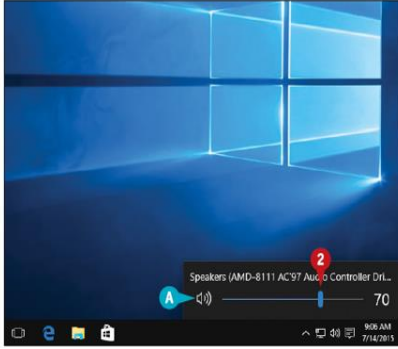 2
Speakers (AMD-8111 AC'97 Audio Controller Dri...
A
70
9:06 AM
7/14/2015